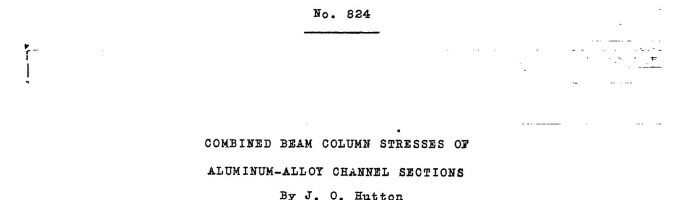 No. 824
COMBINED BEAM COLUMN STRESSES OF
ALUMINUM-ALLOY CHANNEL SECTIONS
By J. O. Hutton